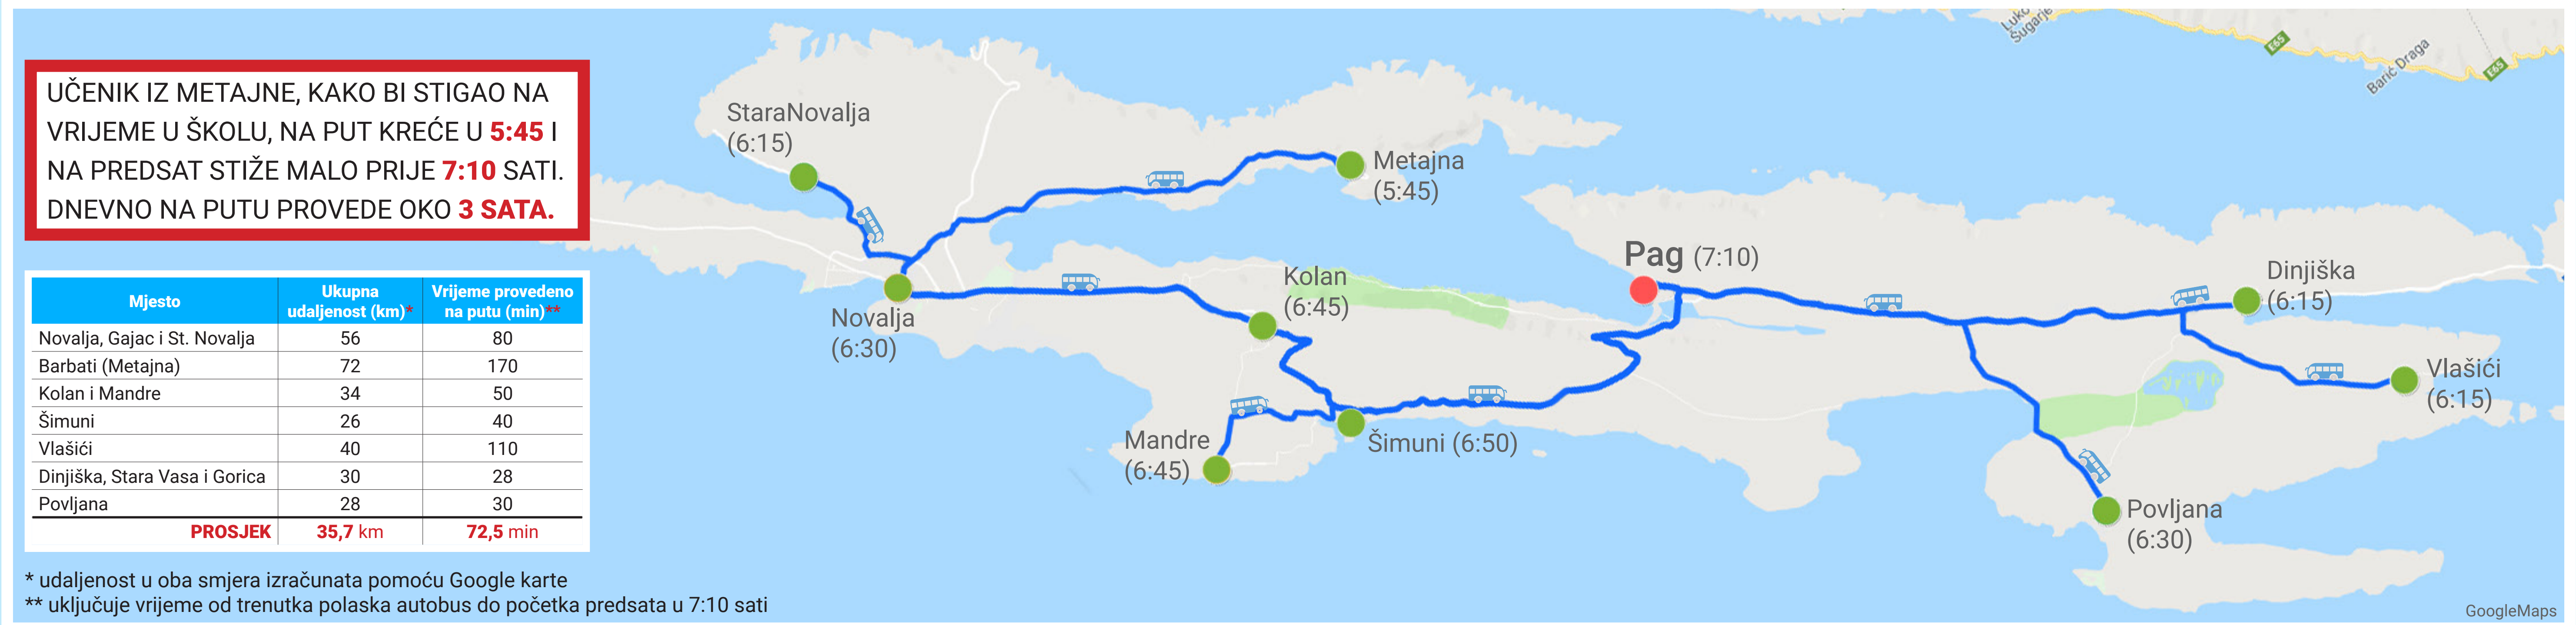 UČENIK IZ METAJNE, KAKO BI STIGAO NA
VRIJEME U ŠKOLU, NA PUT KREĆE U 5:45 I
NA PREDSAT STIŽE MALO PRIJE 7:10 SATI.
DNEVNO NA PUTU PROVEDE OKO 3 SATA.
Mjesto Ukupna udaljenost (km)* Vrijeme provedeno na putu (min)**
Novalja, Gajac i St. Novalja 56 80
Barbati (Metajna) 72 170
Kolan i Mandre 34 50
Šimuni 26 40
Vlašići 40 110
Dinjiška, Stara Vasa i Gorica 30 28
Povljana 28 30
PROSJEK 35,7 km 72,5 min
* udaljenost u oba smjera izračunata pomoću Google karte
** uključuje vrijeme od trenutka polaska autobus do početka predsata u 7:10 sati
StaraNovalja
(6:15)
Metajna
(5:45)
Novalja
(6:30)
Kolan
(6:45)
Mandre
(6:45)
Šimuni (6:50)
Pag (7:10)
Dinjiška
(6:15)
Vlašići
(6:15)
Povljana
(6:30)
Luko
Šugarje
E65
Barić Draga
E65
GoogleMaps